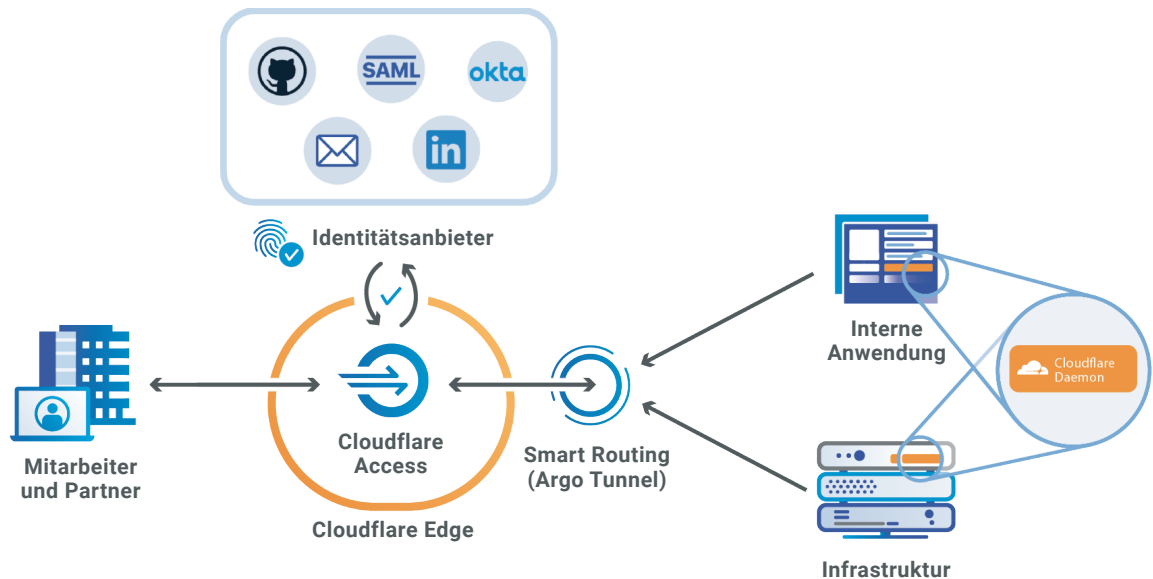 SAML
okta
in
Identitätsanbieter
Mitarbeiter
und Partner
Cloudflare
Access
Cloudflare Edge
Smart Routing
(Argo Tunnel)
Interne
Anwendung
Cloudflare
Daemon
Infrastruktur